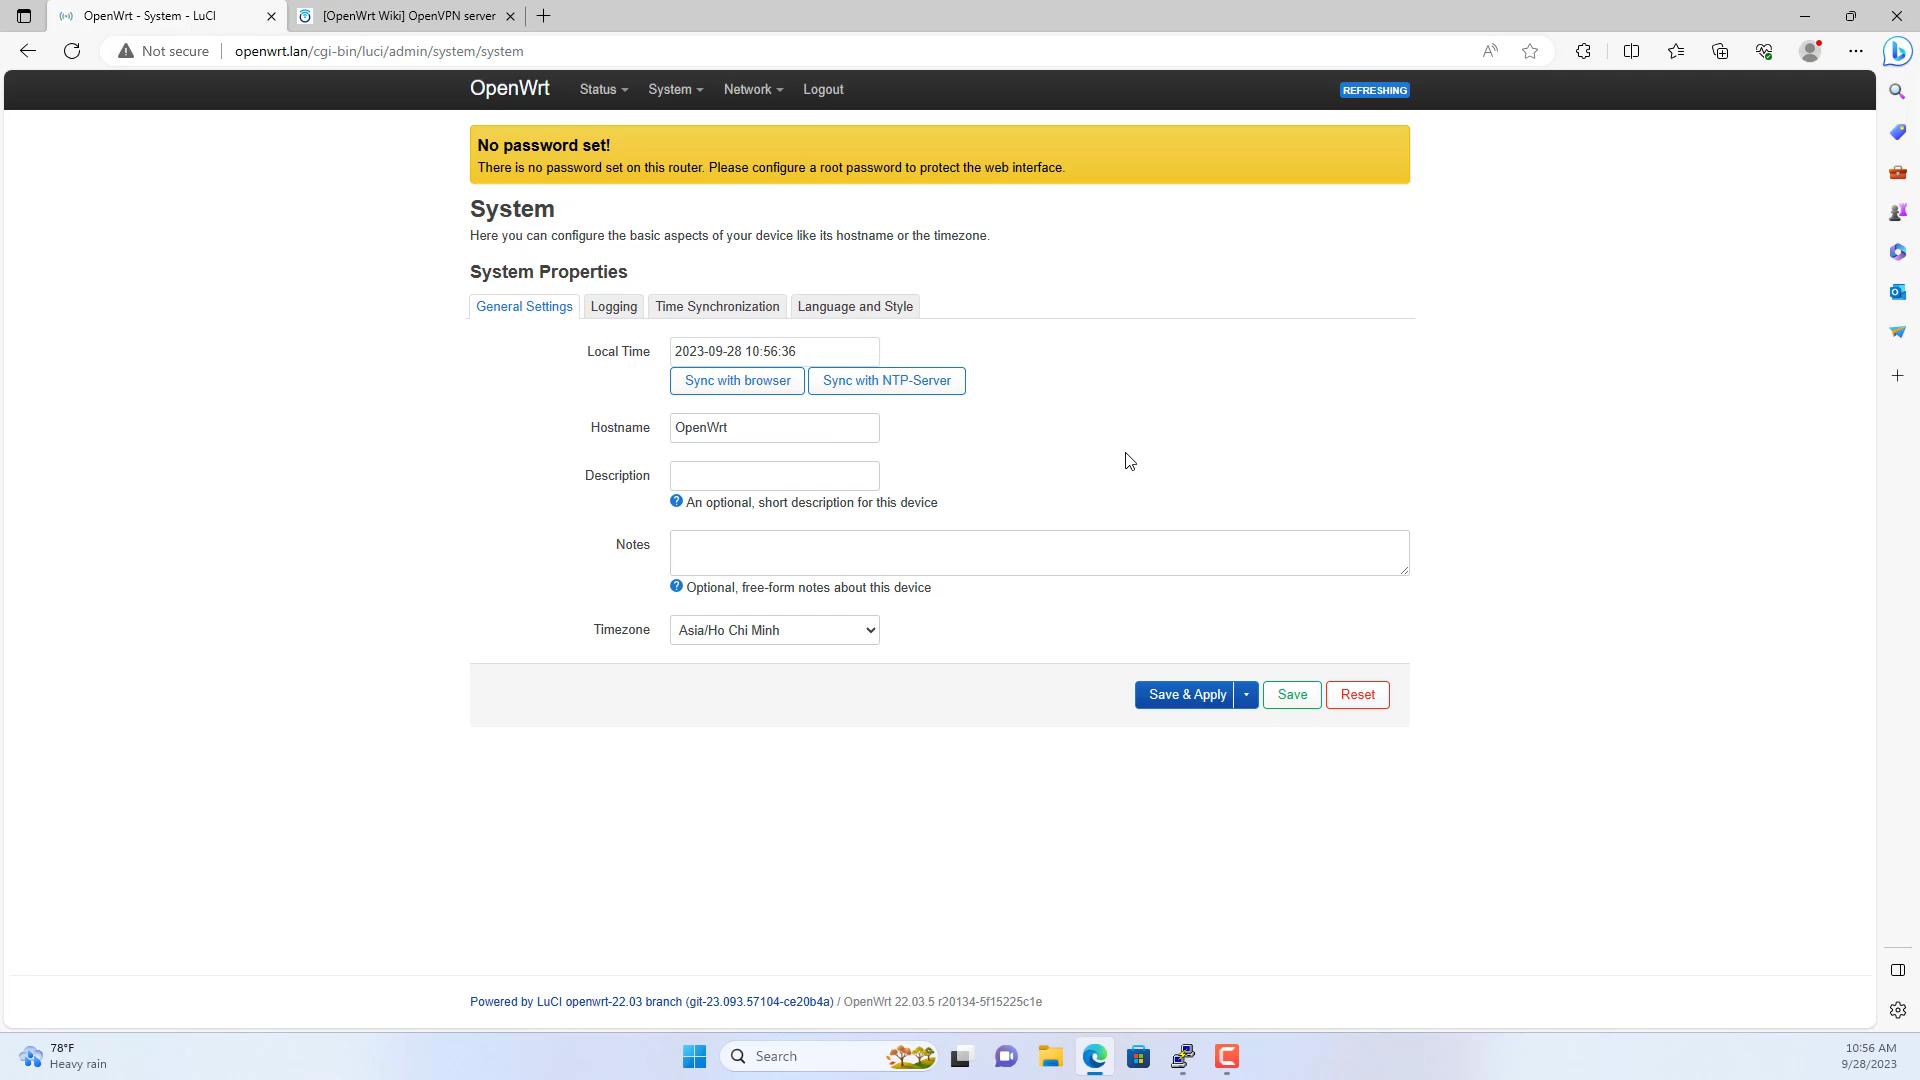 OpenWrt - System - LuCI
[OpenWrt Wiki] OpenVPN server
Not secure
openwrt.lan/cgi-bin/luci/admin/system/system
OpenWrt
Status
System
Network
Logout
REFRESHING
No password set!
There is no password set on this router. Please configure a root password to protect the web interface.
System
Here you can configure the basic aspects of your device like its hostname or the timezone.
System Properties
General Settings
Logging
Time Synchronization
Language and Style
Local Time
2023-09-28 10:56:36
Sync with browser
Sync with NTP-Server
Hostname
OpenWrt
Description
An optional, short description for this device
Notes
Optional, free-form notes about this device
Timezone
Asia/Ho Chi Minh
Save & Apply
Save
Reset
Powered by LuCI openwrt-22.03 branch (git-23.093.57104-ce20b4a) / OpenWrt 22.03.5 r20134-5f15225c1e
78°F
Heavy rain
Search
10:56 AM
9/28/2023